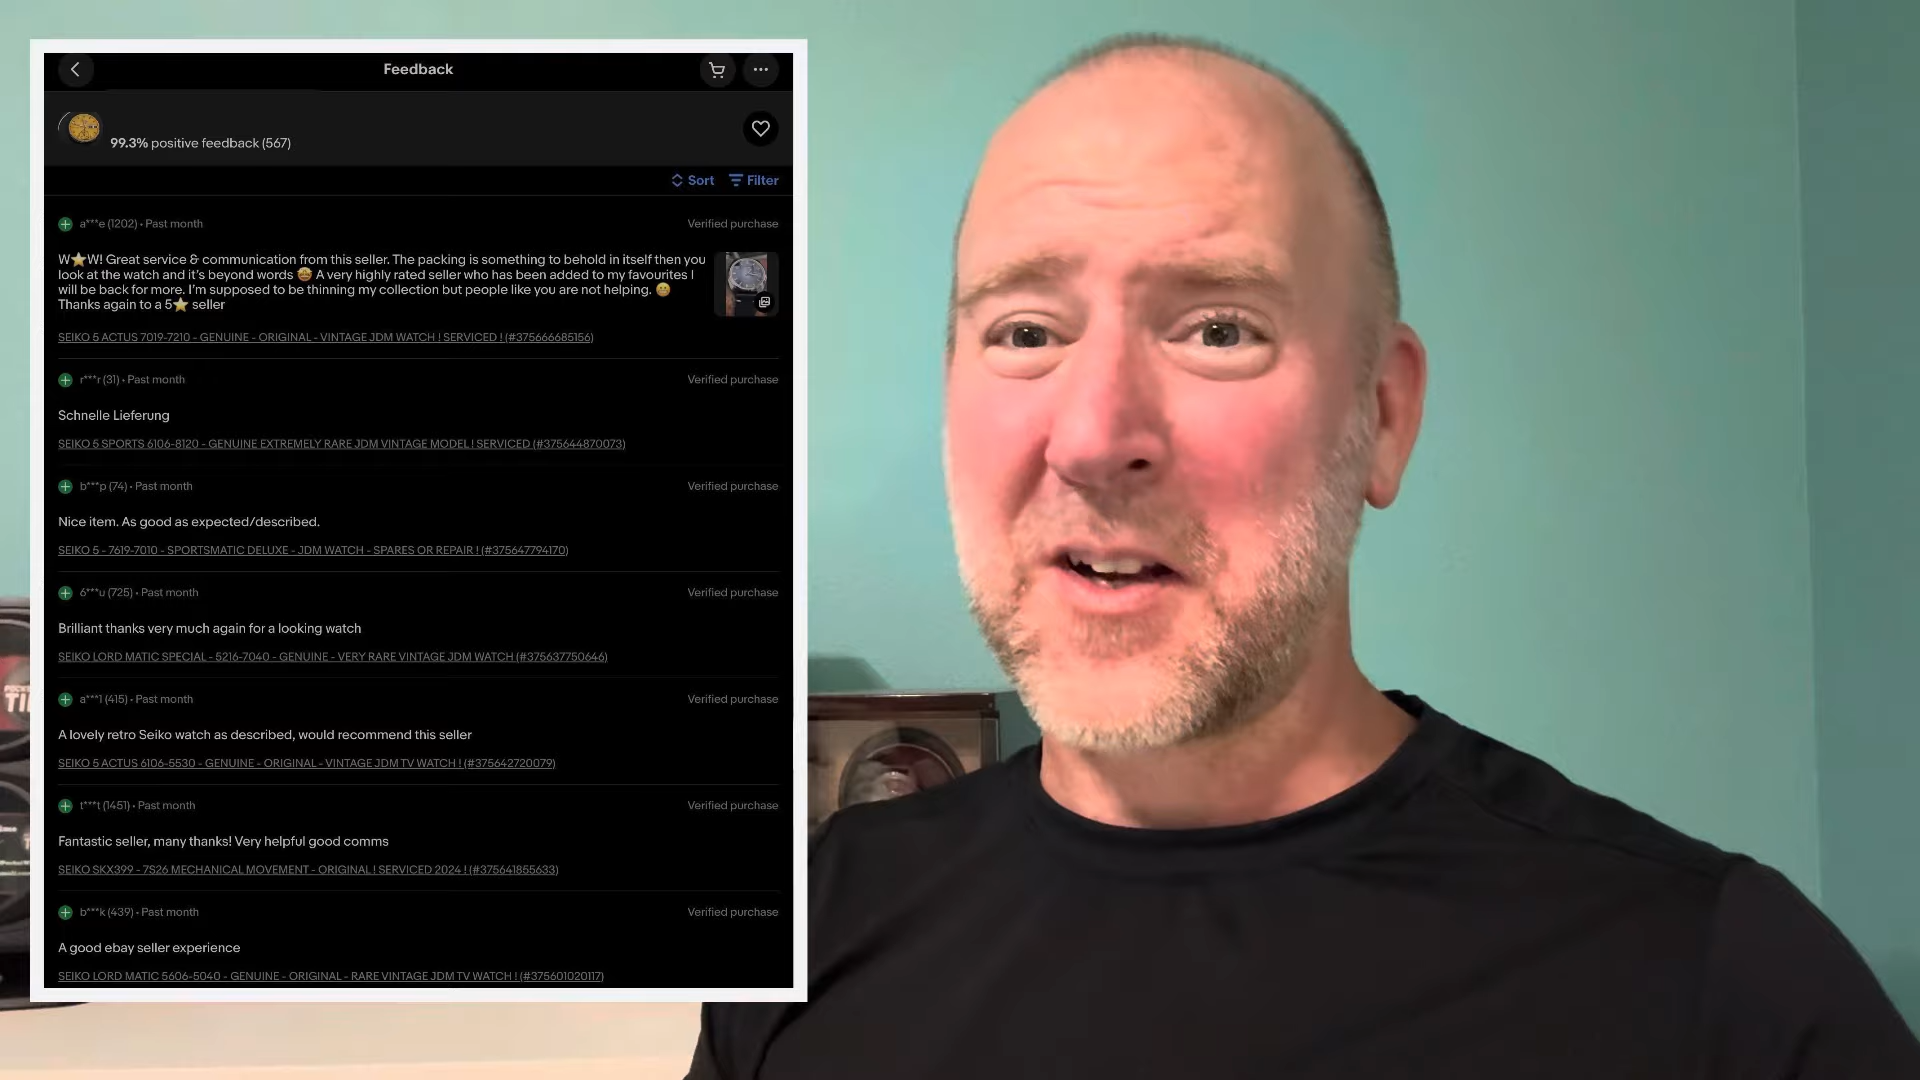 Feedback
99.3% positive feedback (567)
Sort Filter
a***e (1202) • Past month Verified purchase
W⭐W! Great service & communication from this seller. The packing is something to behold in itself then you
look at the watch and it's beyond words 🤩 A very highly rated seller who has been added to my favourites I
will be back for more. I'm supposed to be thinning my collection but people like you are not helping. 😬
Thanks again to a 5⭐ seller
SEIKO 5 ACTUS 7019-7210 - GENUINE - ORIGINAL - VINTAGE JDM WATCH ! SERVICED ! (#375666685156)
r***r (31) • Past month Verified purchase
Schnelle Lieferung
SEIKO 5 SPORTS 6106-8120 - GENUINE EXTREMELY RARE JDM VINTAGE MODEL ! SERVICED (#375644870073)
b***p (74) • Past month Verified purchase
Nice item. As good as expected/described.
SEIKO 5 - 7619-7010 - SPORTSMATIC DELUXE - JDM WATCH - SPARES OR REPAIR ! (#375647794170)
6***u (725) • Past month Verified purchase
Brilliant thanks very much again for a looking watch
SEIKO LORD MATIC SPECIAL - 5216-7040 - GENUINE - VERY RARE VINTAGE JDM WATCH (#375637750646)
a***1 (415) • Past month Verified purchase
A lovely retro Seiko watch as described, would recommend this seller
SEIKO 5 ACTUS 6106-5530 - GENUINE - ORIGINAL - VINTAGE JDM TV WATCH ! (#375642720079)
t***t (1451) • Past month Verified purchase
Fantastic seller, many thanks! Very helpful good comms
SEIKO SKX399 - 7S26 MECHANICAL MOVEMENT - ORIGINAL ! SERVICED 2024 ! (#375641855633)
b***k (439) • Past month Verified purchase
A good ebay seller experience
SEIKO LORD MATIC 5606-5040 - GENUINE - ORIGINAL - RARE VINTAGE JDM TV WATCH ! (#375601020117)